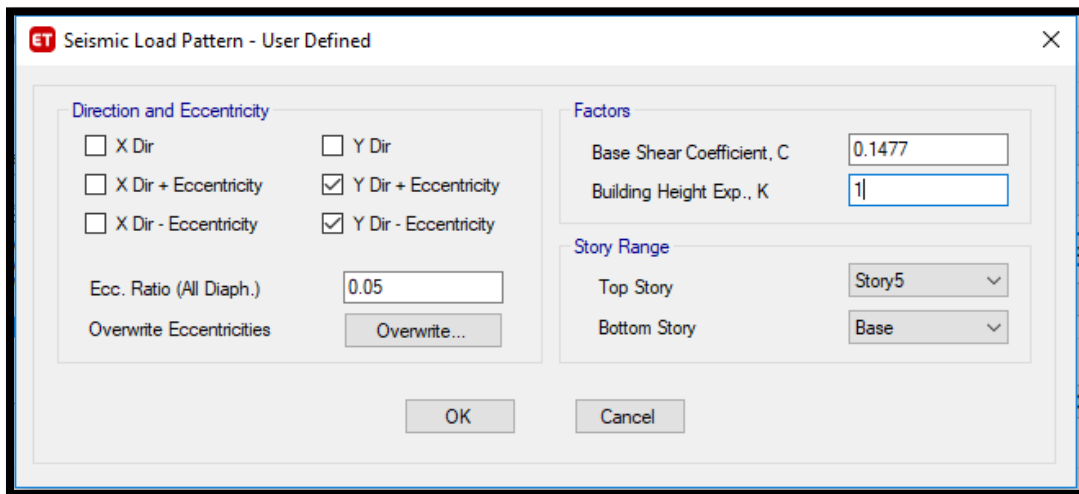 ET Seismic Load Pattern - User Defined
Direction and Eccentricity
X Dir
Y Dir
X Dir + Eccentricity
Y Dir + Eccentricity
X Dir - Eccentricity
Y Dir - Eccentricity
Ecc. Ratio (All Diaph.)
0.05
Overwrite Eccentricities
Overwrite...
Factors
Base Shear Coefficient, C
0.1477
Building Height Exp., K
1
Story Range
Top Story
Story5
Bottom Story
Base
OK
Cancel